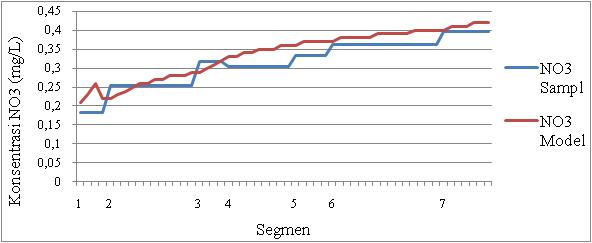 Konsentrasi NO3 (mg/L)
0,45
0,4
0,35
0,3
0,25
0,2
0,15
0,1
0,05
0
1 2 3 4 5 6 7
Segmen
NO3
Sampl
NO3
Model